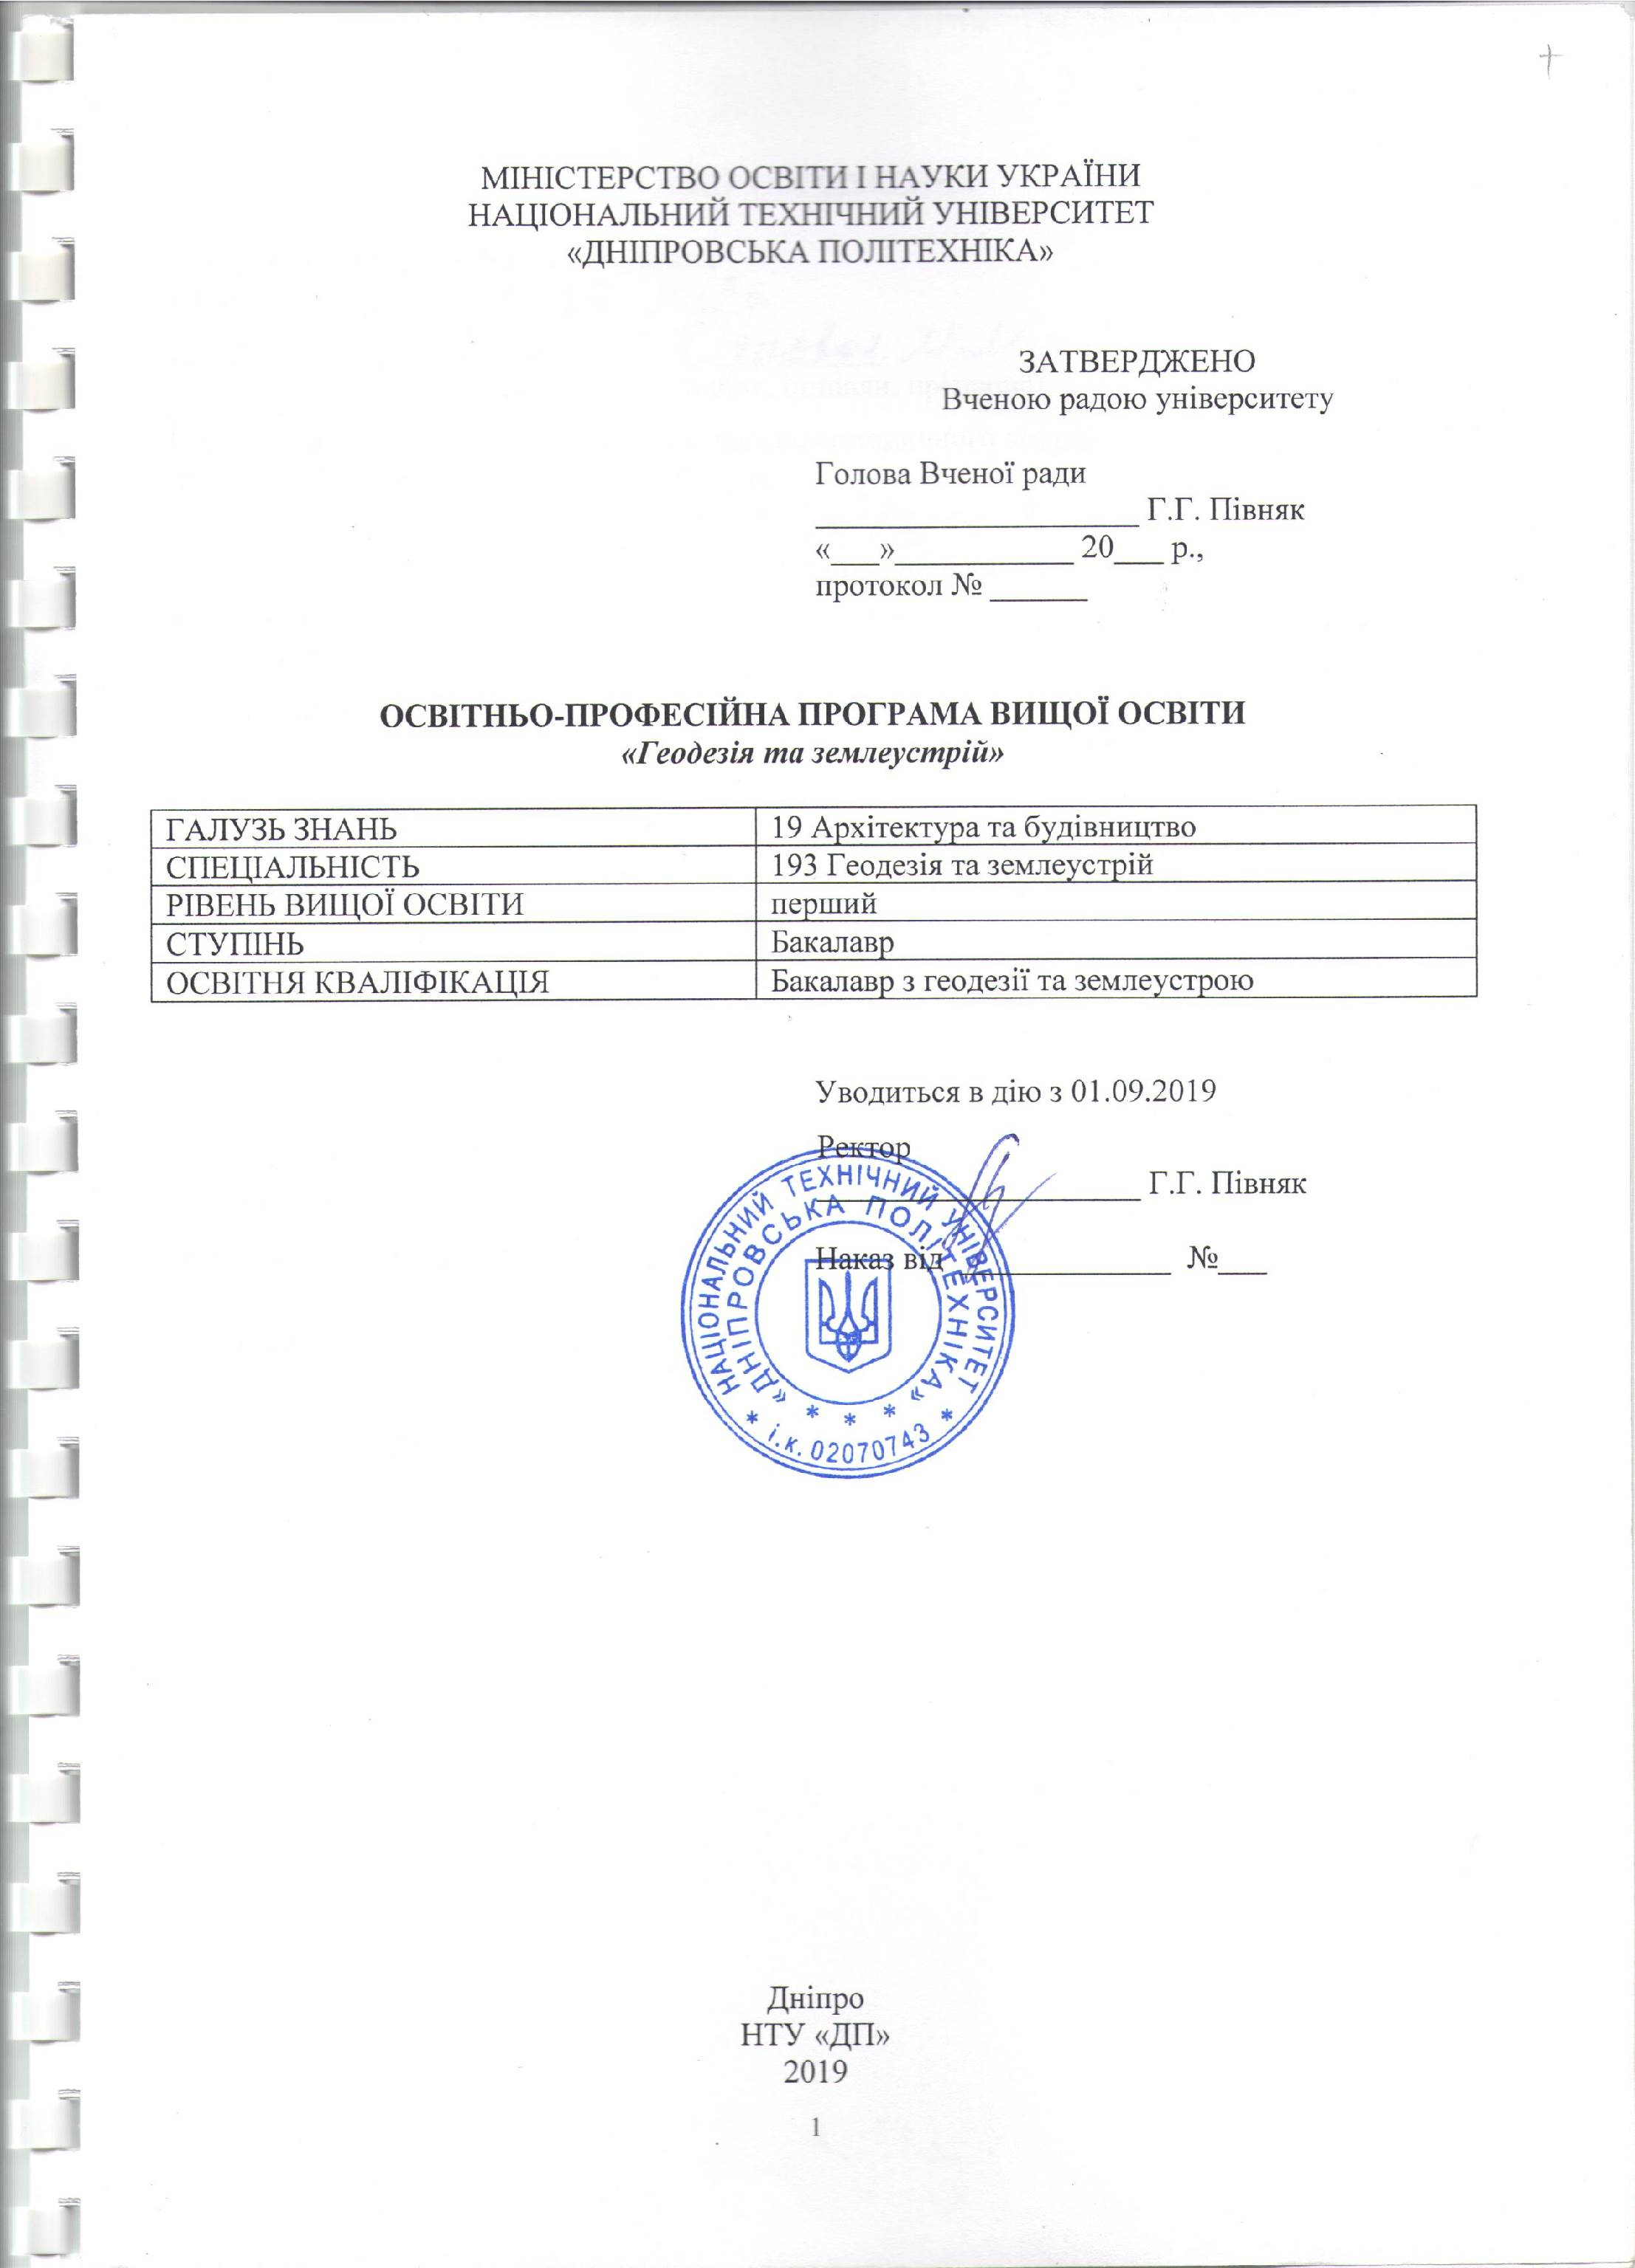 МІНІСТЕРСТВО ОСВІТИ І НАУКИ УКРАЇНИ
НАЦІОНАЛЬНИЙ ТЕХНІЧНИЙ УНІВЕРСИТЕТ
«ДНІПРОВСЬКА ПОЛІТЕХНІКА»
ЗАТВЕРДЖЕНО
Вченою радою університету
Голова Вченої ради
____________________ Г.Г. Півняк
«___»___________ 20___ р.,
протокол № ______
ОСВІТНЬО-ПРОФЕСІЙНА ПРОГРАМА ВИЩОЇ ОСВІТИ
«Геодезія та землеустрій»
ГАЛУЗЬ ЗНАНЬ 19 Архітектура та будівництво
СПЕЦІАЛЬНІСТЬ 193 Геодезія та землеустрій
РІВЕНЬ ВИЩОЇ ОСВІТИ перший
СТУПІНЬ Бакалавр
ОСВІТНЯ КВАЛІФІКАЦІЯ Бакалавр з геодезії та землеустрою
Уводиться в дію з 01.09.2019
Ректор
____________________ Г.Г. Півняк
Наказ від ______________ №___
НАЦІОНАЛЬНИЙ ТЕХНІЧНИЙ УНІВЕРСИТЕТ
«ДНІПРОВСЬКА ПОЛІТЕХНІКА»
* і.к. 02070743 *
Дніпро
НТУ «ДП»
2019
1